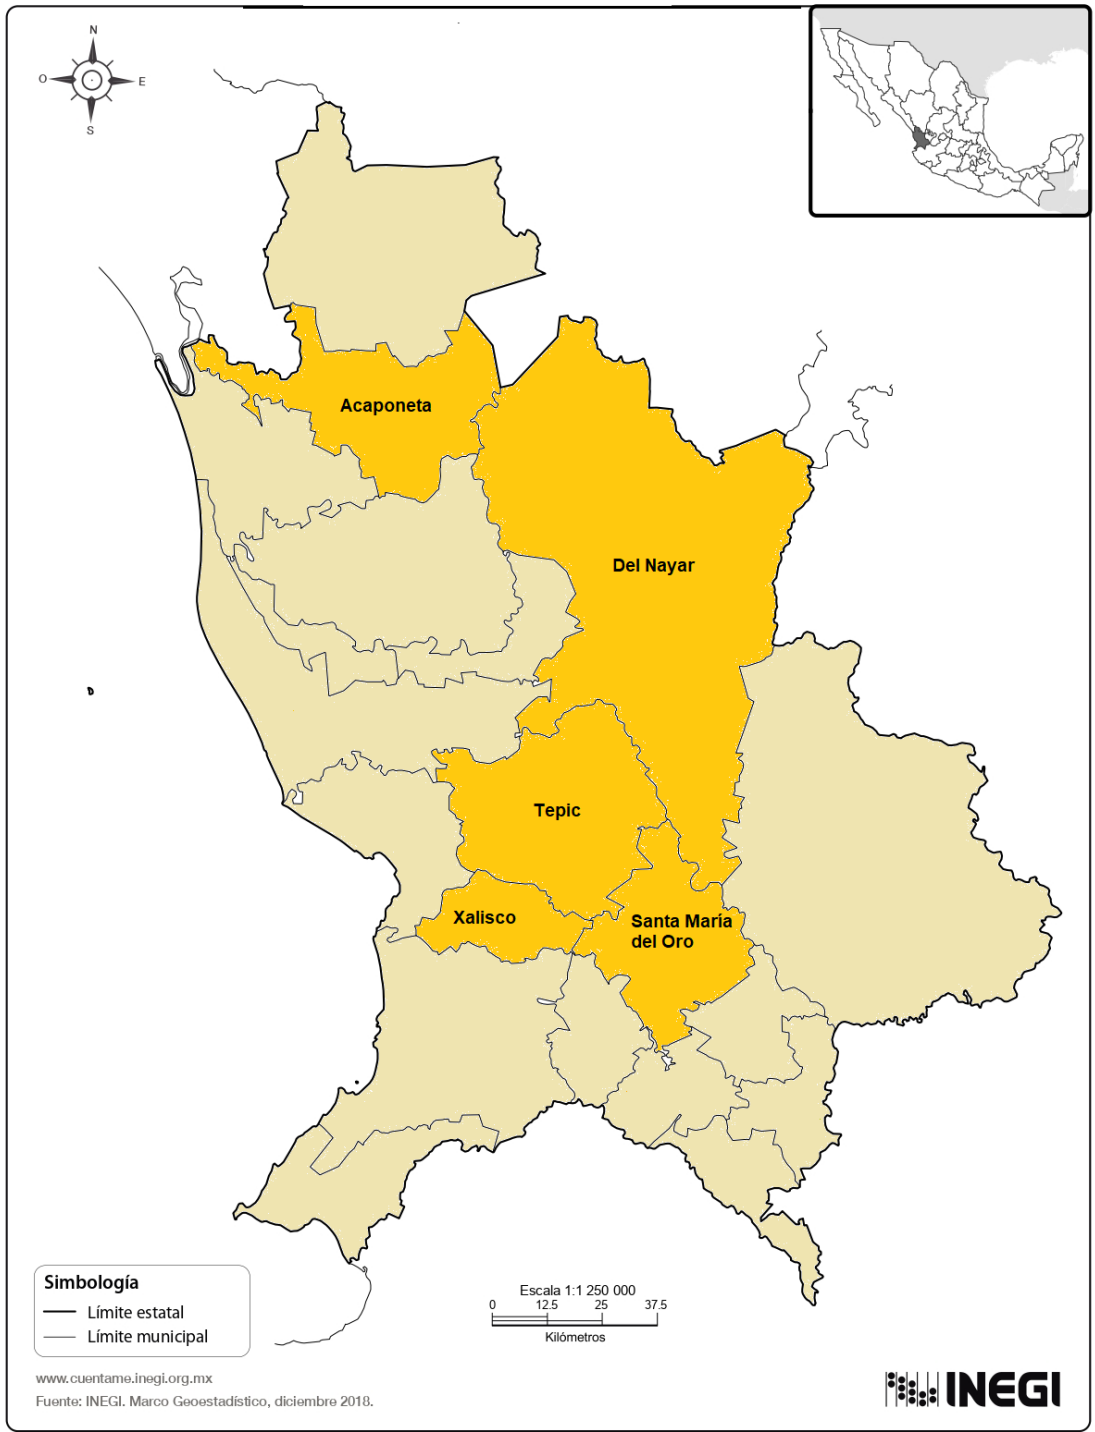 N
O
E
S
Acaponeta
Del Nayar
Tepic
Xalisco
Santa María
del Oro
Simbología
Límite estatal
Límite municipal
Escala 1:1 250 000
0 12.5 25 37.5
Kilómetros
www.cuentame.inegi.org.mx
Fuente: INEGI. Marco Geoestadístico, diciembre 2018.
INEGI